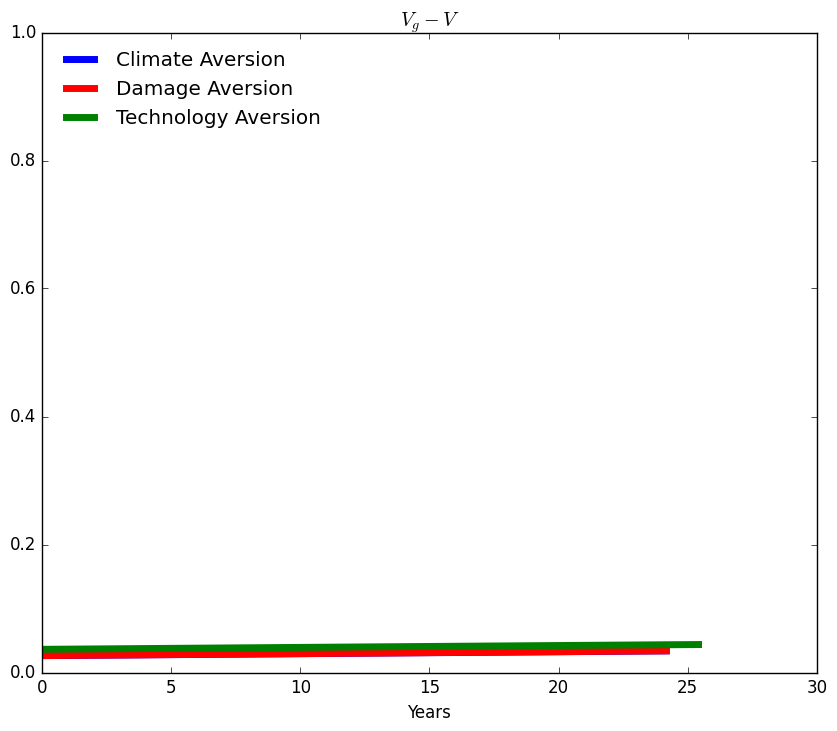 V_g − V
1.0
Climate Aversion
Damage Aversion
Technology Aversion
0.8
0.6
0.4
0.2
0.0
0 5 10 15 20 25 30
Years